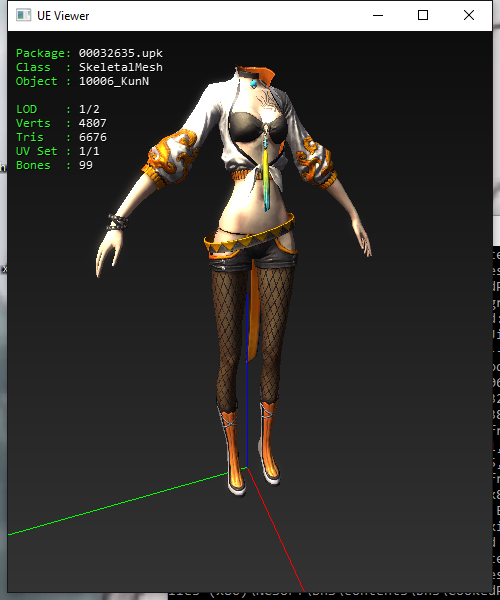 UE Viewer
Package: 00032635.upk
Class : SkeletalMesh
Object : 10006_KunN
LOD : 1/2
Verts : 4807
Tris : 6676
UV Set : 1/1
Bones : 99